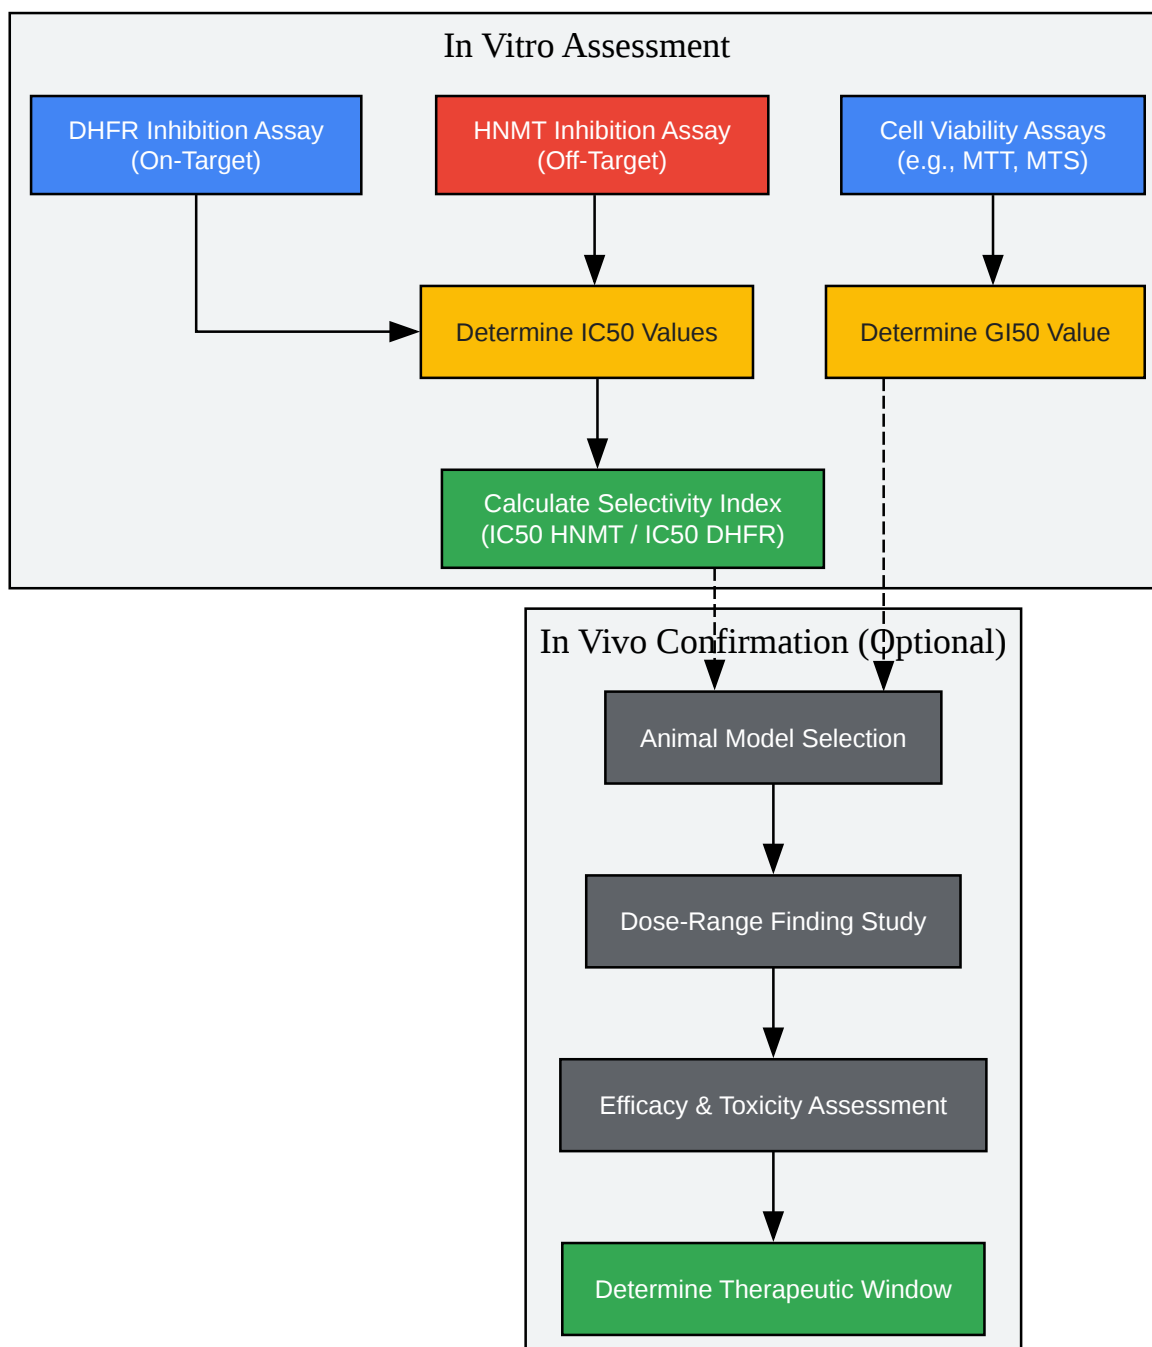 In Vitro Assessment
DHFR Inhibition Assay
(On-Target)
HNMT Inhibition Assay
(Off-Target)
Cell Viability Assays
(e.g., MTT, MTS)
Determine IC50 Values
Determine GI50 Value
Calculate Selectivity Index
(IC50 HNMT / IC50 DHFR)
In Vivo Confirmation (Optional)
Animal Model Selection
Dose-Range Finding Study
Efficacy & Toxicity Assessment
Determine Therapeutic Window